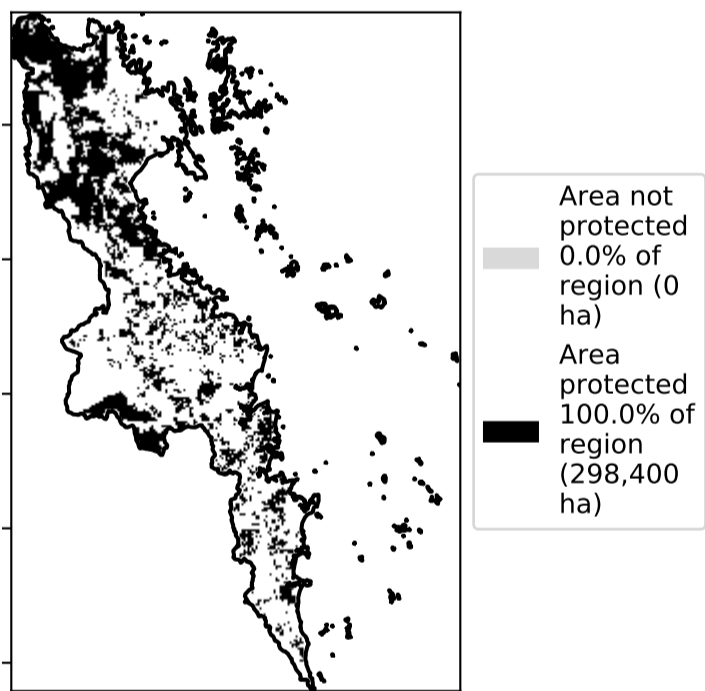 Area not
protected
0.0% of
region (0
ha)
Area
protected
100.0% of
region
(298,400
ha)